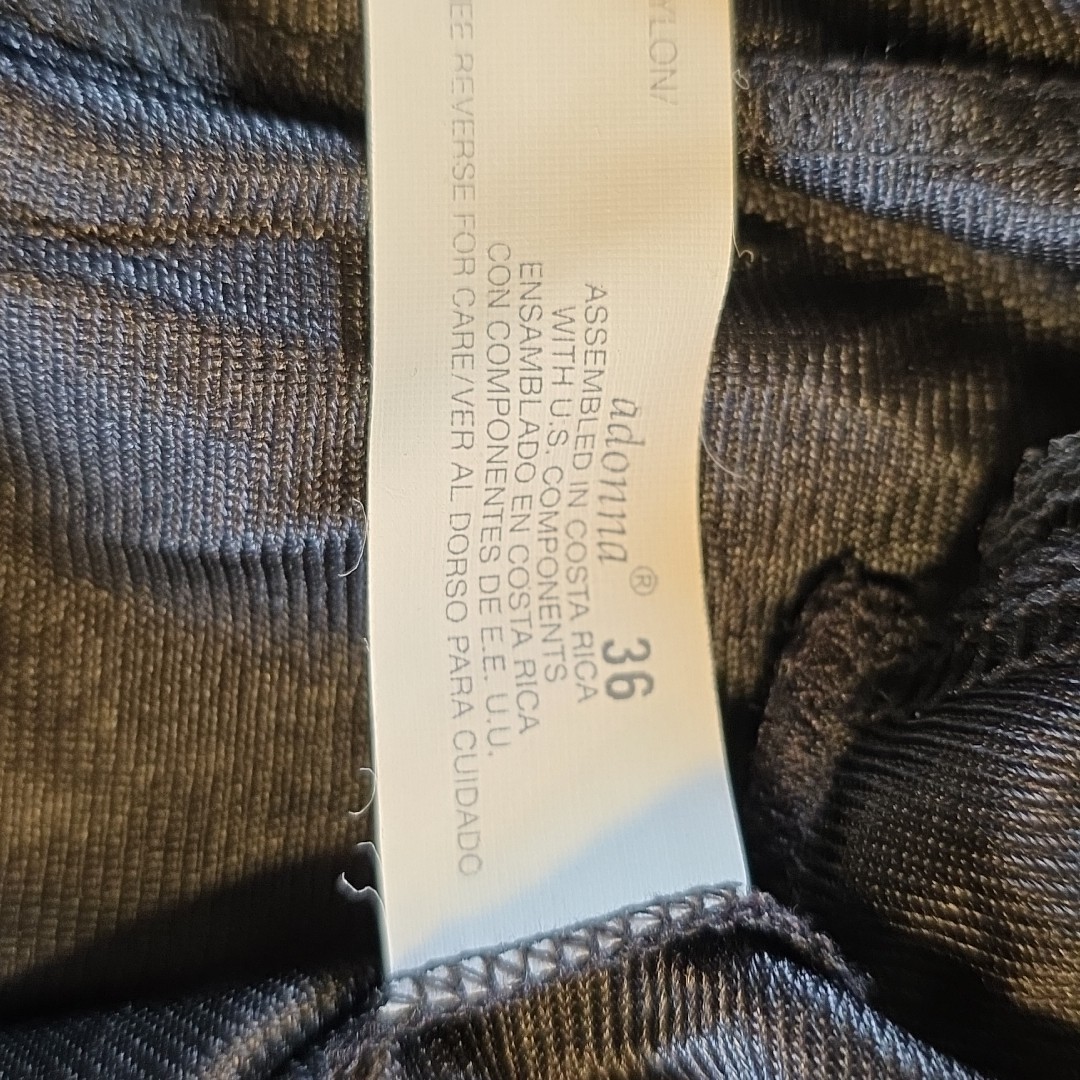 YLON/
adonna® 36
ASSEMBLED IN COSTA RICA
WITH U.S. COMPONENTS
ENSAMBLADO EN COSTA RICA
CON COMPONENTES DE E.E. U.U.
EE REVERSE FOR CARE/VER AL DORSO PARA CUIDADO